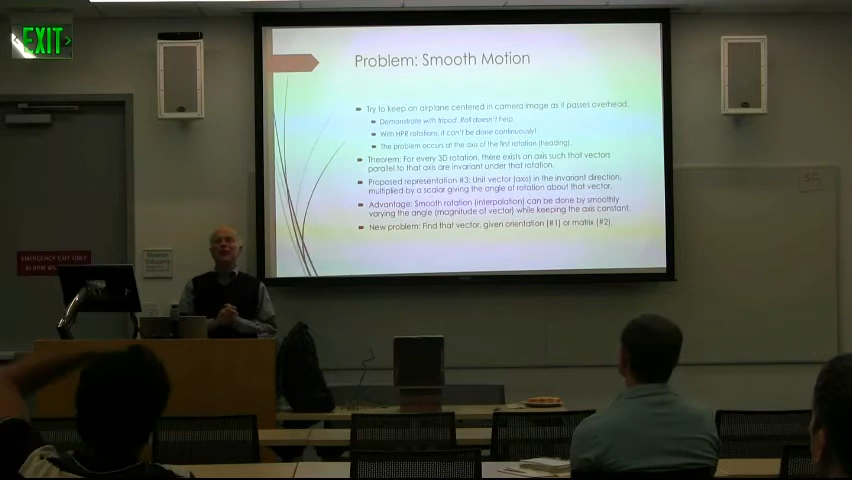 EXIT
Problem: Smooth Motion
Try to keep an airplane centered in camera image as it passes overhead.
Demonstrate with tripod. Roll doesn't help.
With HPR rotations, it can't be done continuously!
The problem occurs at the axis of the first rotation (heading).
Theorem: For every 3D rotation, there exists an axis such that vectors
parallel to that axis are invariant under that rotation.
Proposed representation #3: Unit vector (axis) in the invariant direction,
multiplied by a scalar giving the angle of rotation about that vector.
Advantage: Smooth rotation (interpolation) can be done by smoothly
varying the angle (magnitude of vector) while keeping the axis constant.
New problem: Find that vector, given orientation (#1) or matrix (#2).
EMERGENCY EXIT ONLY
ALARM